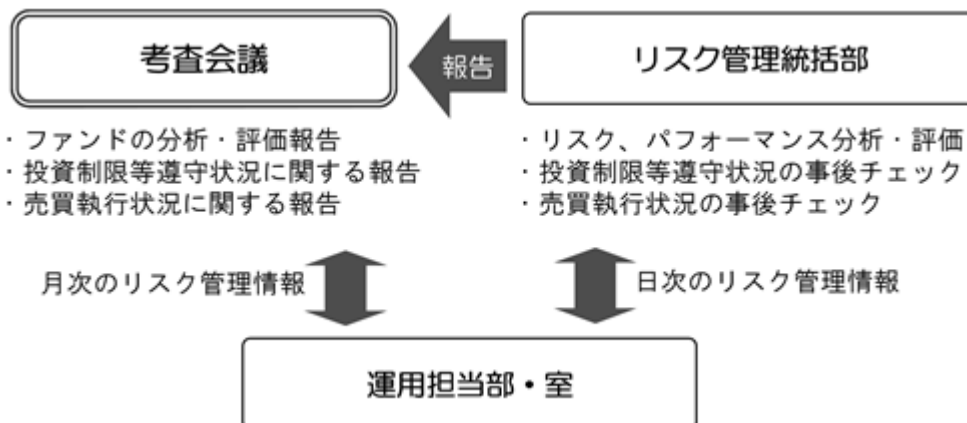 考査会議
報告
リスク管理統括部
・ファンドの分析・評価報告
・投資制限等遵守状況に関する報告
・売買執行状況に関する報告
・リスク、パフォーマンス分析・評価
・投資制限等遵守状況の事後チェック
・売買執行状況の事後チェック
月次のリスク管理情報
日次のリスク管理情報
運用担当部・室